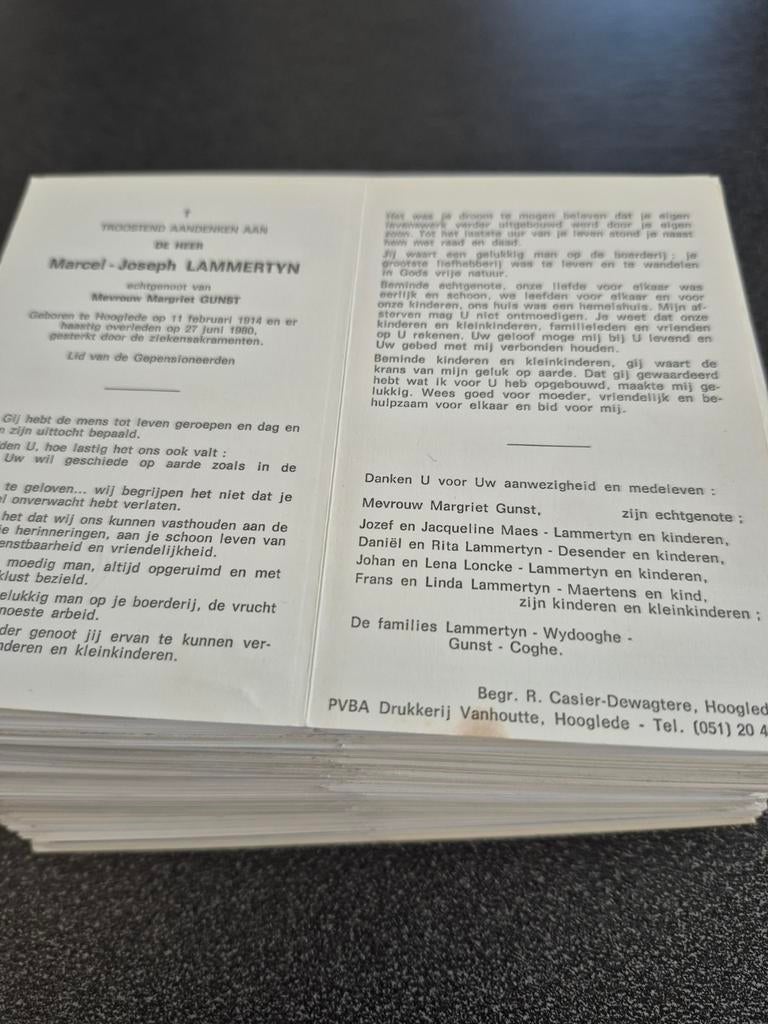 †
TROOSTEND AANDENKEN AAN
DE HEER
Marcel - Joseph LAMMERTYN
echtgenoot van
Mevrouw Margriet GUNST
Geboren te Hooglede op 11 februari 1914 en er
haastig overleden op 27 juni 1980,
gesterkt door de ziekensakramenten.
Lid van de Gepensioneerden
Gij hebt de mens tot leven geroepen en dag en
zijn uittocht bepaald.
den U, hoe lastig het ons ook valt :
Uw wil geschiede op aarde zoals in de
te geloven... wij begrijpen het niet dat je
onverwacht hebt verlaten.
het dat wij ons kunnen vasthouden aan de
e herinneringen, aan je schoon leven van
enstbaarheid en vriendelijkheid.
moedig man, altijd opgeruimd en met
klust bezield.
elukkig man op je boerderij, de vrucht
noeste arbeid.
der genoot jij ervan te kunnen ver-
nderen en kleinkinderen.
Het was je droom te mogen beleven dat je eigen
levenswerk verder uitgebouwd werd door je eigen
zoon. Tot het laatste uur van je leven stond je naast
hem met raad en daad.
Jij waart een gelukkig man op de boerderij ; je
grootste liefhebberij was te leven en te wandelen
in Gods vrije natuur.
Beminde echtgenote, onze liefde voor elkaar was
eerlijk en schoon, we leefden voor elkaar en voor
onze kinderen, ons huis was een hemelshuis. Mijn af-
sterven mag U niet ontmoedigen. Je weet dat onze
kinderen en kleinkinderen, familieleden en vrienden
op U rekenen. Uw geloof moge mij bij U levend en
Uw gebed met mij verbonden houden.
Beminde kinderen en kleinkinderen, gij waart de
krans van mijn geluk op aarde. Dat gij gewaardeerd
hebt wat ik voor U heb opgebouwd, maakte mij ge-
lukkig. Wees goed voor moeder, vriendelijk en be-
hulpzaam voor elkaar en bid voor mij.
Danken U voor Uw aanwezigheid en medeleven :
Mevrouw Margriet Gunst, zijn echtgenote ;
Jozef en Jacqueline Maes - Lammertyn en kinderen,
Daniël en Rita Lammertyn - Desender en kinderen,
Johan en Lena Loncke - Lammertyn en kinderen,
Frans en Linda Lammertyn - Maertens en kind,
zijn kinderen en kleinkinderen ;
De families Lammertyn - Wydooghe -
Gunst - Coghe.
Begr. R. Casier-Dewagtere, Hoogled
PVBA Drukkerij Vanhoutte, Hooglede - Tel. (051) 20 4